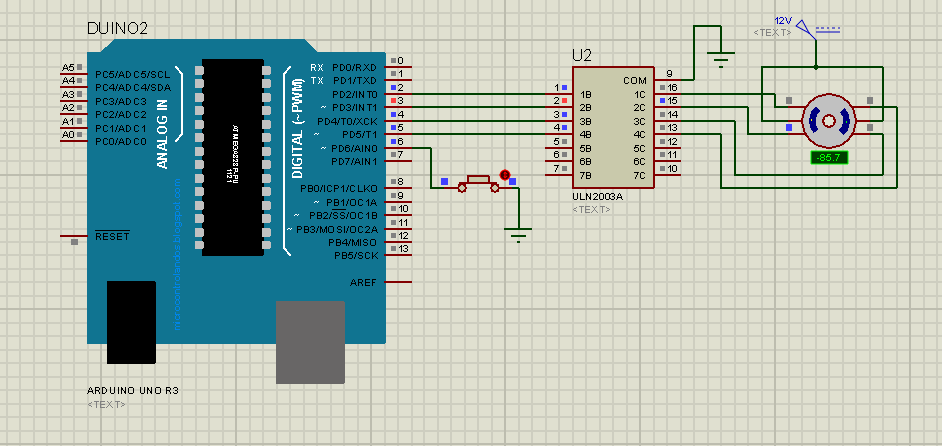 DUINO2
A5
A4
A3
A2
A1
A0
PC5/ADC5/SCL
PC4/ADC4/SDA
PC3/ADC3
PC2/ADC2
PC1/ADC1
PC0/ADC0
RESET
ANALOG IN
ATMEGA328P-PU
1121
microcontrolandos.blogspot.com
DIGITAL (~PWM)
RX PD0/RXD 0
TX PD1/TXD 1
PD2/INT0 2
~ PD3/INT1 3
PD4/T0/XCK 4
~ PD5/T1 5
~ PD6/AIN0 6
PD7/AIN1 7
PB0/ICP1/CLKO 8
~ PB1/OC1A 9
~ PB2/SS/OC1B 10
~ PB3/MOSI/OC2A 11
PB4/MISO 12
PB5/SCK 13
AREF
ARDUINO UNO R3
<TEXT>
U2
COM 9
1 1B 1C 16
2 2B 2C 15
3 3B 3C 14
4 4B 4C 13
5 5B 5C 12
6 6B 6C 11
7 7B 7C 10
ULN2003A
<TEXT>
12V
<TEXT>
-85.7